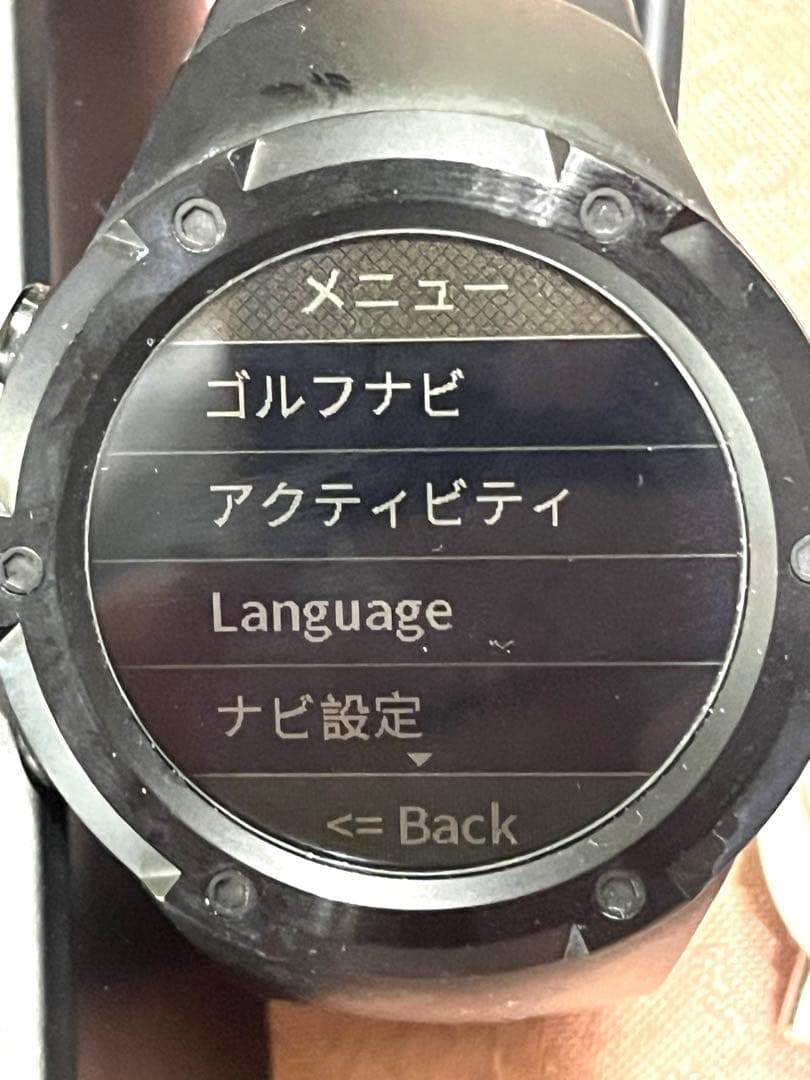 メニュー
ゴルフナビ
アクティビティ
Language
ナビ設定
<= Back